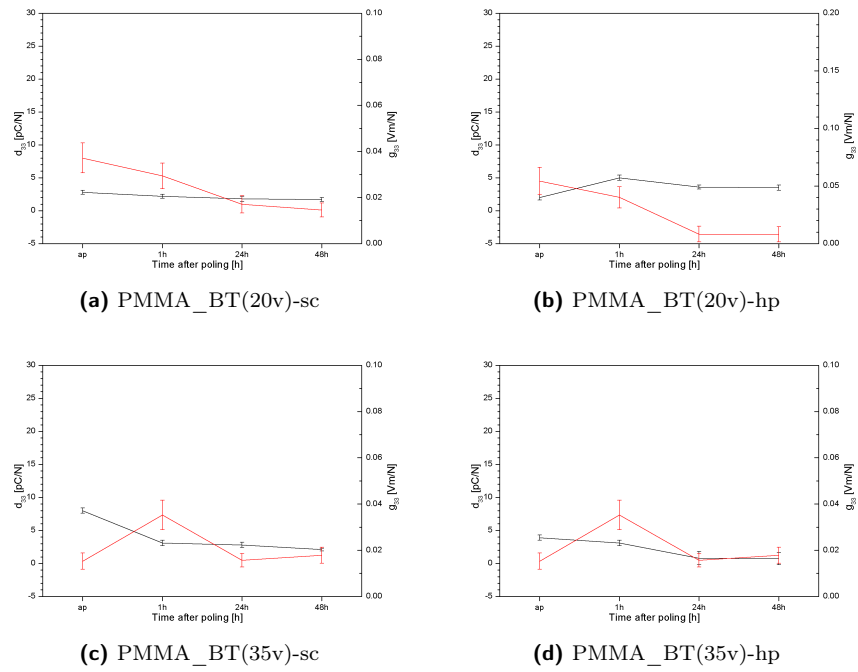 30
25
20
15
10
5
0
-5
d33 [pC/N]
0.10
0.08
0.06
0.04
0.02
0.00
g33 [Vm/N]
ap 1h 24h 48h
Time after poling [h]
(a) PMMA_BT(20v)-sc
30
25
20
15
10
5
0
-5
d33 [pC/N]
0.20
0.15
0.10
0.05
0.00
g33 [Vm/N]
ap 1h 24h 48h
Time after poling [h]
(b) PMMA_BT(20v)-hp
30
25
20
15
10
5
0
-5
d33 [pC/N]
0.10
0.08
0.06
0.04
0.02
0.00
g33 [Vm/N]
ap 1h 24h 48h
Time after poling [h]
(c) PMMA_BT(35v)-sc
30
25
20
15
10
5
0
-5
d33 [pC/N]
0.10
0.08
0.06
0.04
0.02
0.00
g33 [Vm/N]
ap 1h 24h 48h
Time after poling [h]
(d) PMMA_BT(35v)-hp